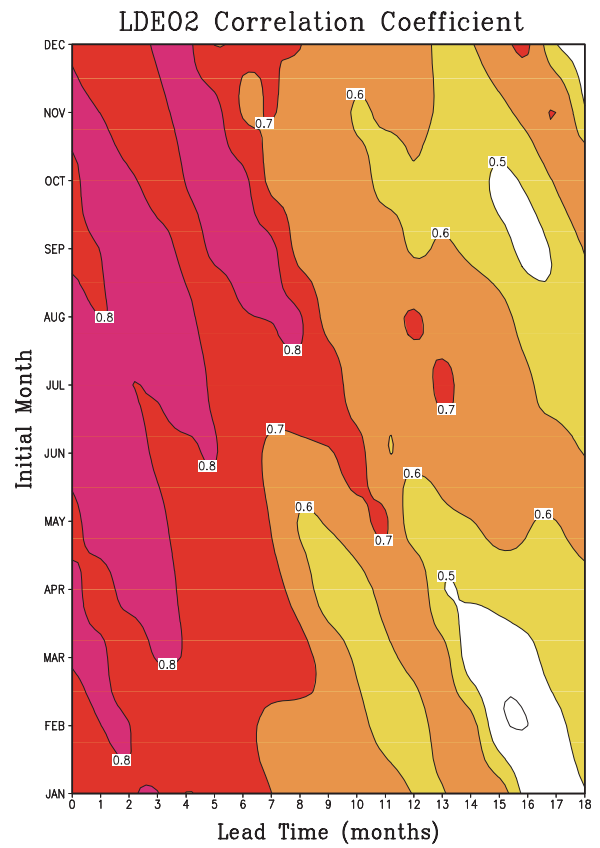 LDEO2 Correlation Coefficient
DEC
NOV
OCT
SEP
AUG
JUL
JUN
MAY
APR
MAR
FEB
JAN
Initial Month
0.6
0.7
0.5
0.6
0.8
0.8
0.7
0.7
0.8
0.6
0.6
0.6
0.7
0.5
0.8
0.8
0 1 2 3 4 5 6 7 8 9 10 11 12 13 14 15 16 17 18
Lead Time (months)